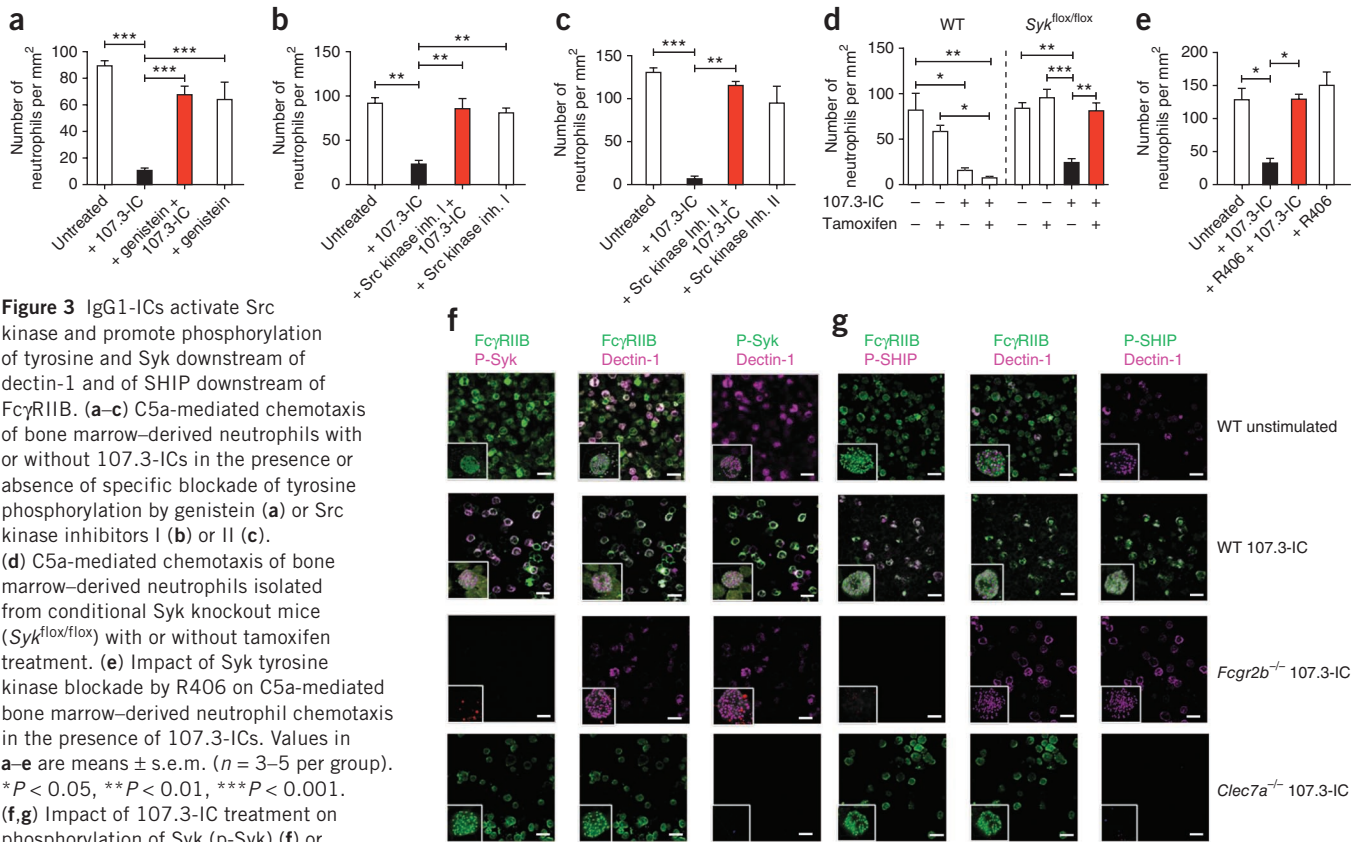 a
***
***
***
Number of
neutrophils per mm²
100
80
60
40
20
0
Untreated
+ 107.3-IC
+ genistein +
107.3-IC
+ genistein
b
**
**
**
Number of
neutrophils per mm²
150
100
50
0
Untreated
+ 107.3-IC
+ Src kinase inh. I +
107.3-IC
+ Src kinase inh. I
c
***
**
Number of
neutrophils per mm²
150
100
50
0
Untreated
+ 107.3-IC
+ Src kinase Inh. II +
107.3-IC
+ Src kinase Inh. II
d
WT
Syk^flox/flox
**
*
*
**
***
**
Number of
neutrophils per mm²
150
100
50
0
107.3-IC − − + + − − + +
Tamoxifen − + − + − + − +
e
*
*
Number of
neutrophils per mm²
200
150
100
50
0
Untreated
+ 107.3-IC
+ R406 + 107.3-IC
+ R406
Figure 3 IgG1-ICs activate Src
kinase and promote phosphorylation
of tyrosine and Syk downstream of
dectin-1 and of SHIP downstream of
FcγRIIB. (a–c) C5a-mediated chemotaxis
of bone marrow–derived neutrophils with
or without 107.3-ICs in the presence or
absence of specific blockade of tyrosine
phosphorylation by genistein (a) or Src
kinase inhibitors I (b) or II (c).
(d) C5a-mediated chemotaxis of bone
marrow–derived neutrophils isolated
from conditional Syk knockout mice
(Syk^flox/flox) with or without tamoxifen
treatment. (e) Impact of Syk tyrosine
kinase blockade by R406 on C5a-mediated
bone marrow–derived neutrophil chemotaxis
in the presence of 107.3-ICs. Values in
a–e are means ± s.e.m. (n = 3–5 per group).
*P < 0.05, **P < 0.01, ***P < 0.001.
(f,g) Impact of 107.3-IC treatment on
phosphorylation of Syk (p-Syk) (f) or
f
FcγRIIB
P-Syk
FcγRIIB
Dectin-1
P-Syk
Dectin-1
g
FcγRIIB
P-SHIP
FcγRIIB
Dectin-1
P-SHIP
Dectin-1
WT unstimulated
WT 107.3-IC
Fcgr2b−/− 107.3-IC
Clec7a−/− 107.3-IC